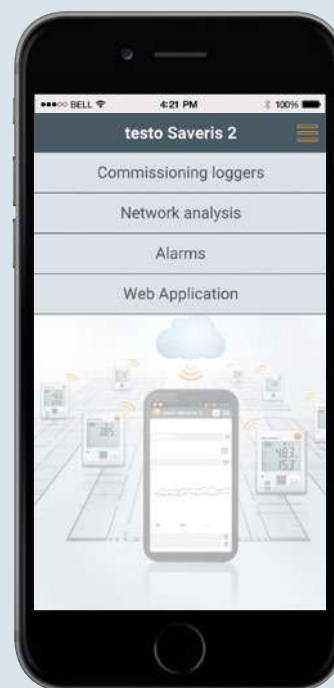 BELL 4:21 PM 100%
testo Saveris 2
Commissioning loggers
Network analysis
Alarms
Web Application